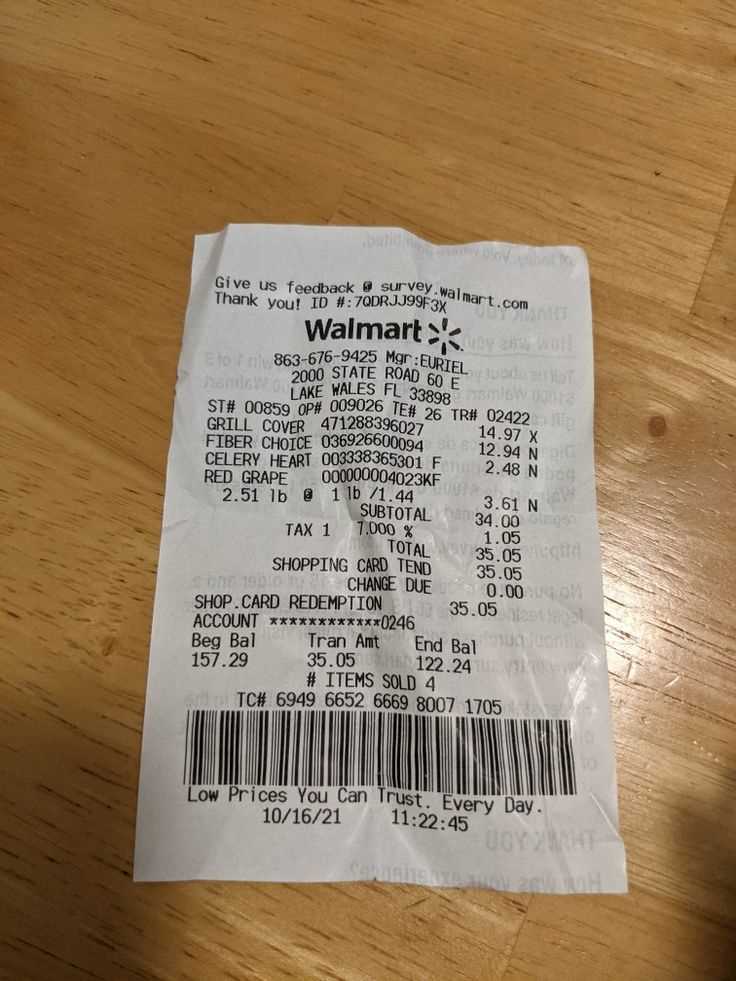 Give us feedback @ survey.walmart.com
Thank you! ID #:7QDRJJ99F3X
Walmart
863-676-9425 Mgr:EURIEL
2000 STATE ROAD 60 E
LAKE WALES FL 33898
ST# 00859 OP# 009026 TE# 26 TR# 02422
GRILL COVER 471288396027 14.97 X
FIBER CHOICE 036926600094 12.94 N
CELERY HEART 003338365301 F 2.48 N
RED GRAPE 000000004023KF
2.51 lb @ 1 lb /1.44 3.61 N
SUBTOTAL 34.00
TAX 1 7.000 % 1.05
TOTAL 35.05
SHOPPING CARD TEND 35.05
CHANGE DUE 0.00
SHOP.CARD REDEMPTION 35.05
ACCOUNT ************0246
Beg Bal Tran Amt End Bal
157.29 35.05 122.24
# ITEMS SOLD 4
TC# 6949 6652 6669 8007 1705
Low Prices You Can Trust. Every Day.
10/16/21 11:22:45